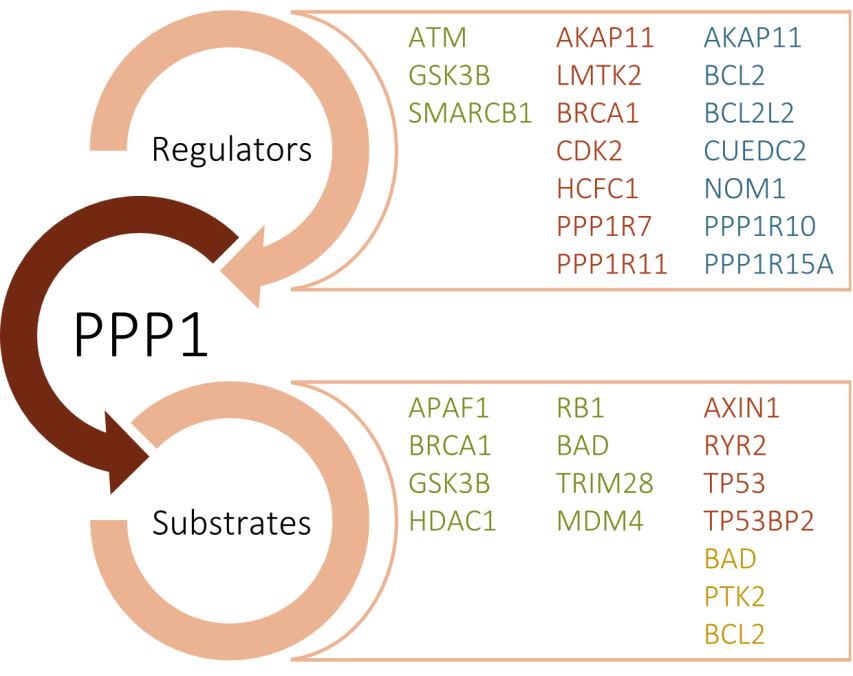 Regulators
ATM
GSK3B
SMARCB1
AKAP11
LMTK2
BRCA1
CDK2
HCFC1
PPP1R7
PPP1R11
AKAP11
BCL2
BCL2L2
CUEDC2
NOM1
PPP1R10
PPP1R15A
PPP1
Substrates
APAF1
BRCA1
GSK3B
HDAC1
RB1
BAD
TRIM28
MDM4
AXIN1
RYR2
TP53
TP53BP2
BAD
PTK2
BCL2